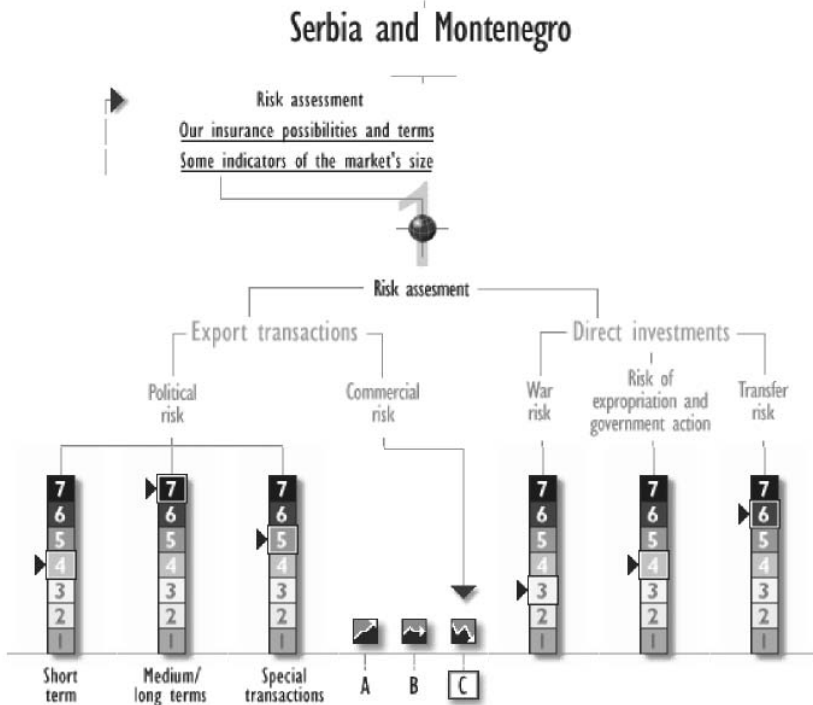 Serbia and Montenegro
Risk assessment
Our insurance possibilities and terms
Some indicators of the market's size
1
Risk assesment
Export transactions
Direct investments
Political
risk
Commercial
risk
War
risk
Risk of
expropriation and
government action
Transfer
risk
7 7 7 7 7 7
6 6 6 6 6 6
5 5 5 5 5 5
4 4 4 4 4 4
3 3 3 3 3 3
2 2 2 2 2 2
1 1 1 1 1 1
Short
term
Medium/
long terms
Special
transactions
A B C